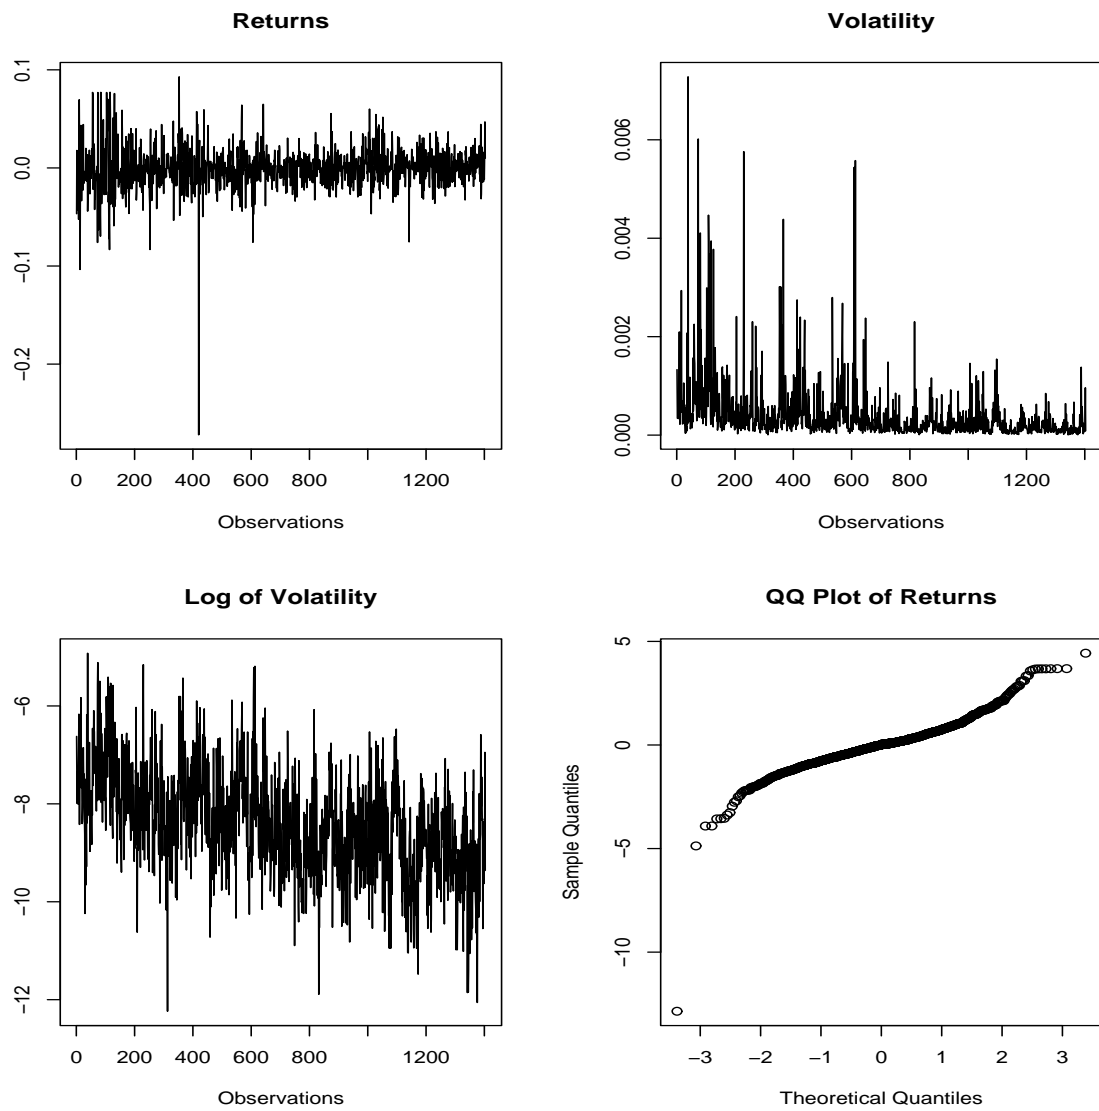 Returns
0.1
0.0
−0.1
−0.2
0 200 400 600 800 1200
Observations
Volatility
0.006
0.004
0.002
0.000
0 200 400 600 800 1200
Observations
Log of Volatility
−6
−8
−10
−12
0 200 400 600 800 1200
Observations
QQ Plot of Returns
Sample Quantiles
5
0
−5
−10
−3 −2 −1 0 1 2 3
Theoretical Quantiles